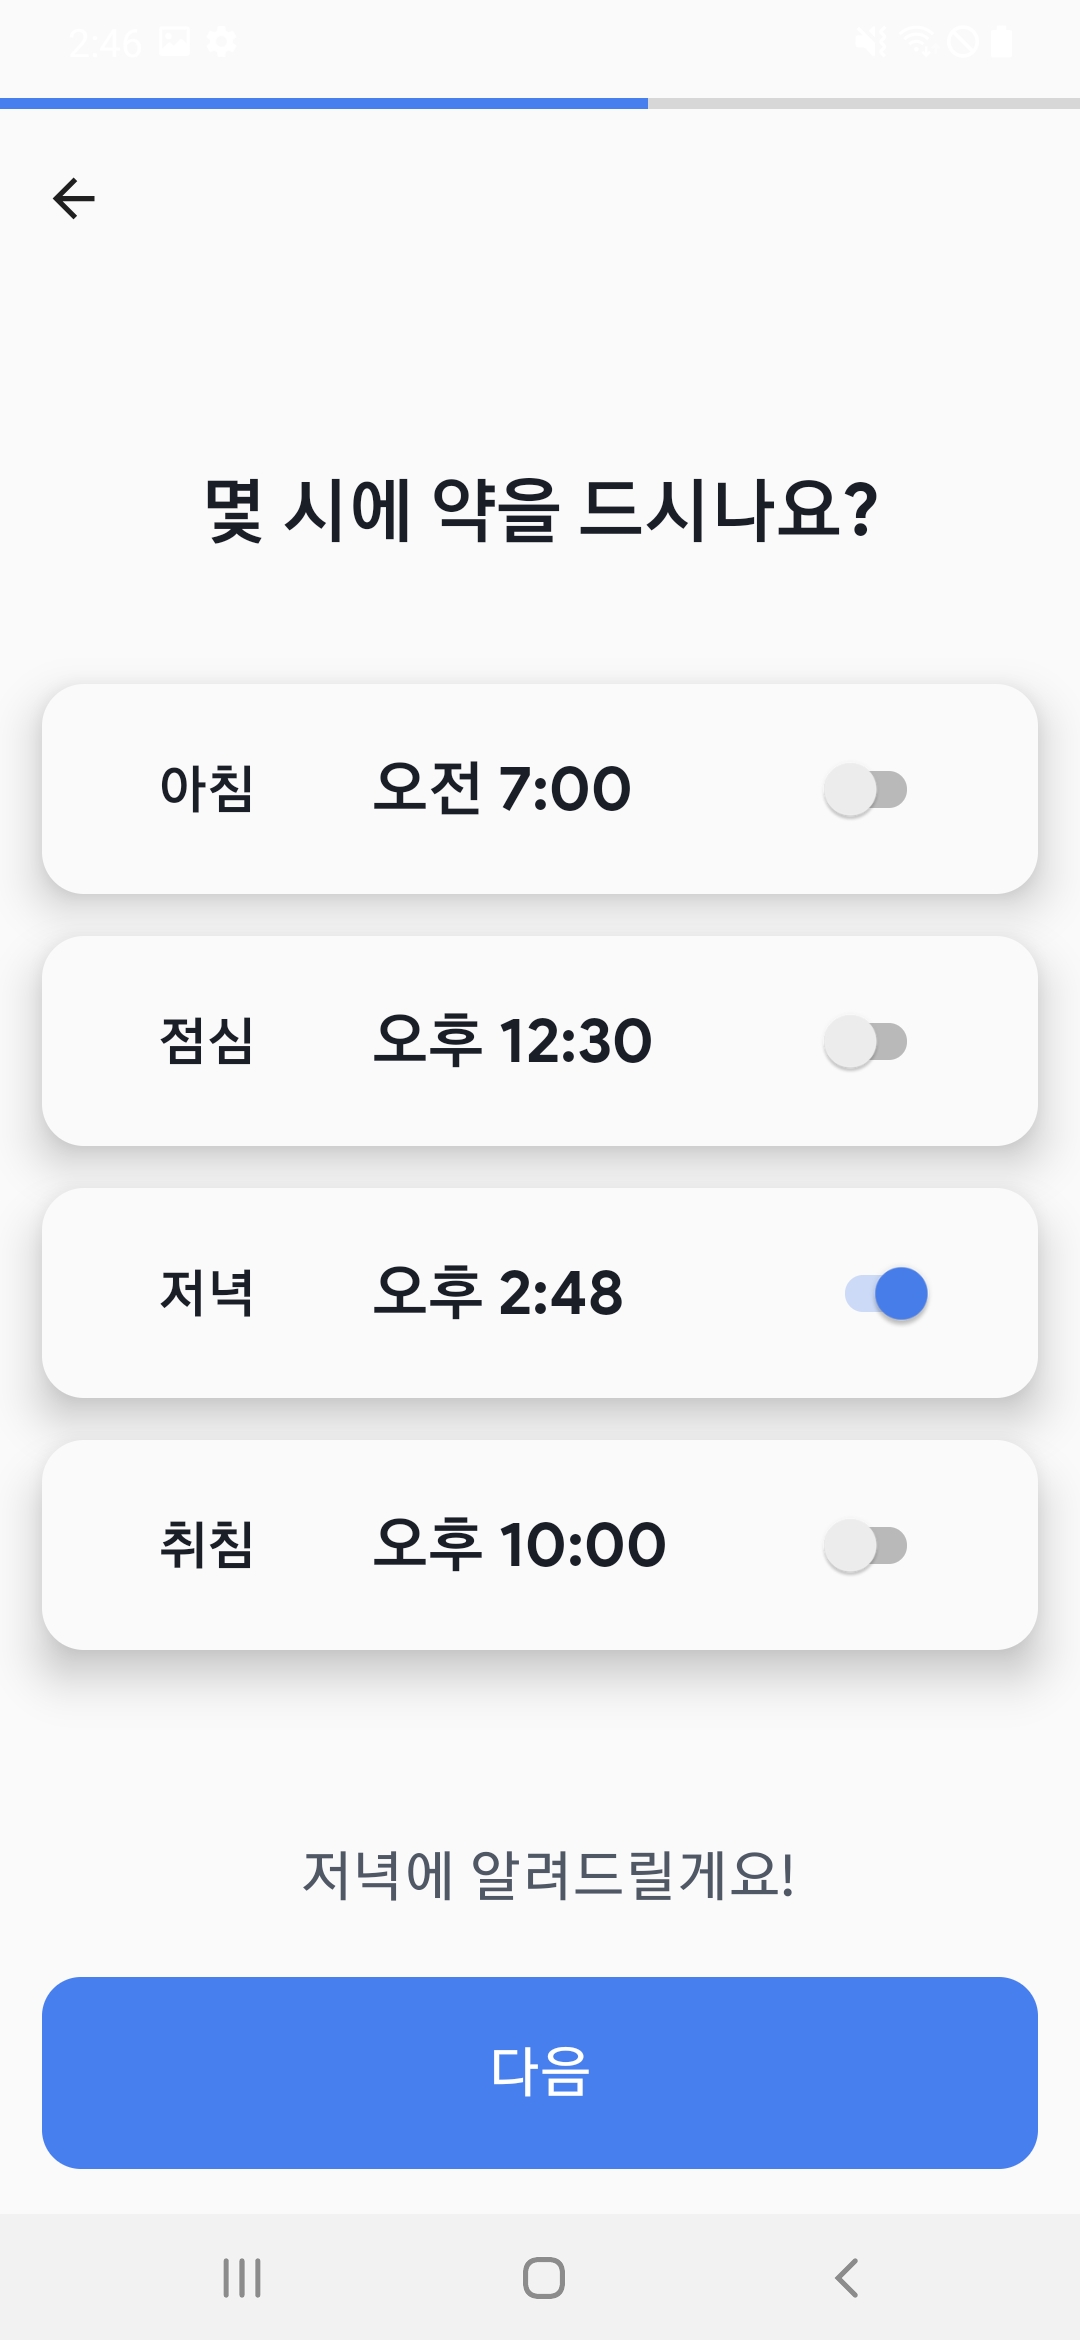 2:46
몇 시에 약을 드시나요?
아침 오전 7:00
점심 오후 12:30
저녁 오후 2:48
취침 오후 10:00
저녁에 알려드릴게요!
다음